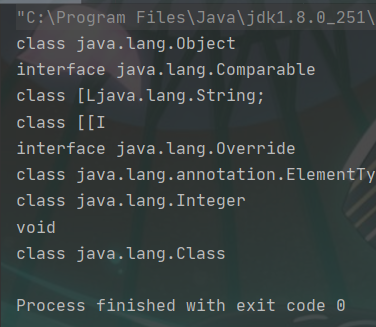 "C:\Program Files\Java\jdk1.8.0_251\
class java.lang.Object
interface java.lang.Comparable
class [Ljava.lang.String;
class [[I
interface java.lang.Override
class java.lang.annotation.ElementTy
class java.lang.Integer
void
class java.lang.Class
Process finished with exit code 0